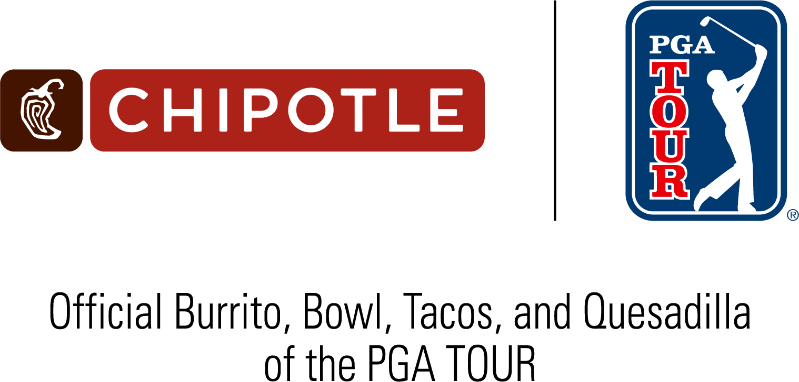 CHIPOTLE
PGA
TOUR
®
Official Burrito, Bowl, Tacos, and Quesadilla
of the PGA TOUR